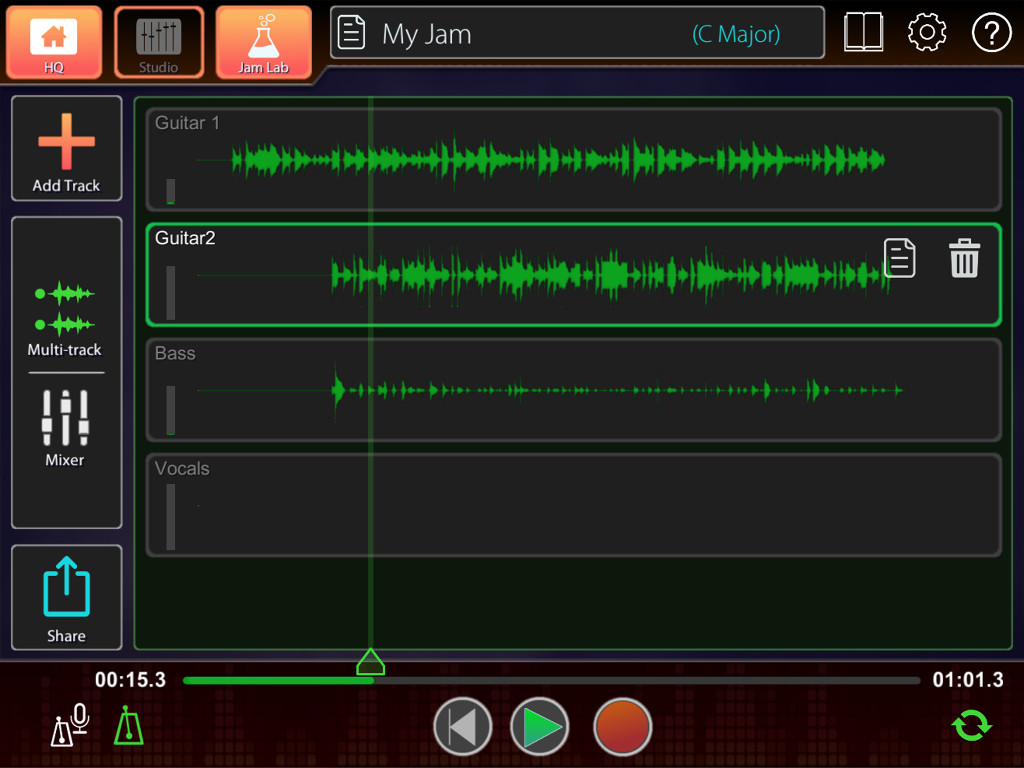 HQ
Studio
Jam Lab
My Jam
(C Major)
?
Add Track
Multi-track
Mixer
Share
Guitar 1
Guitar2
Bass
Vocals
00:15.3
01:01.3